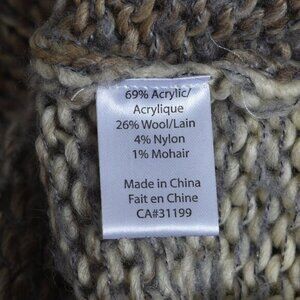 69% Acrylic/
Acrylique
26% Wool/Lain
4% Nylon
1% Mohair
Made in China
Fait en Chine
CA#31199